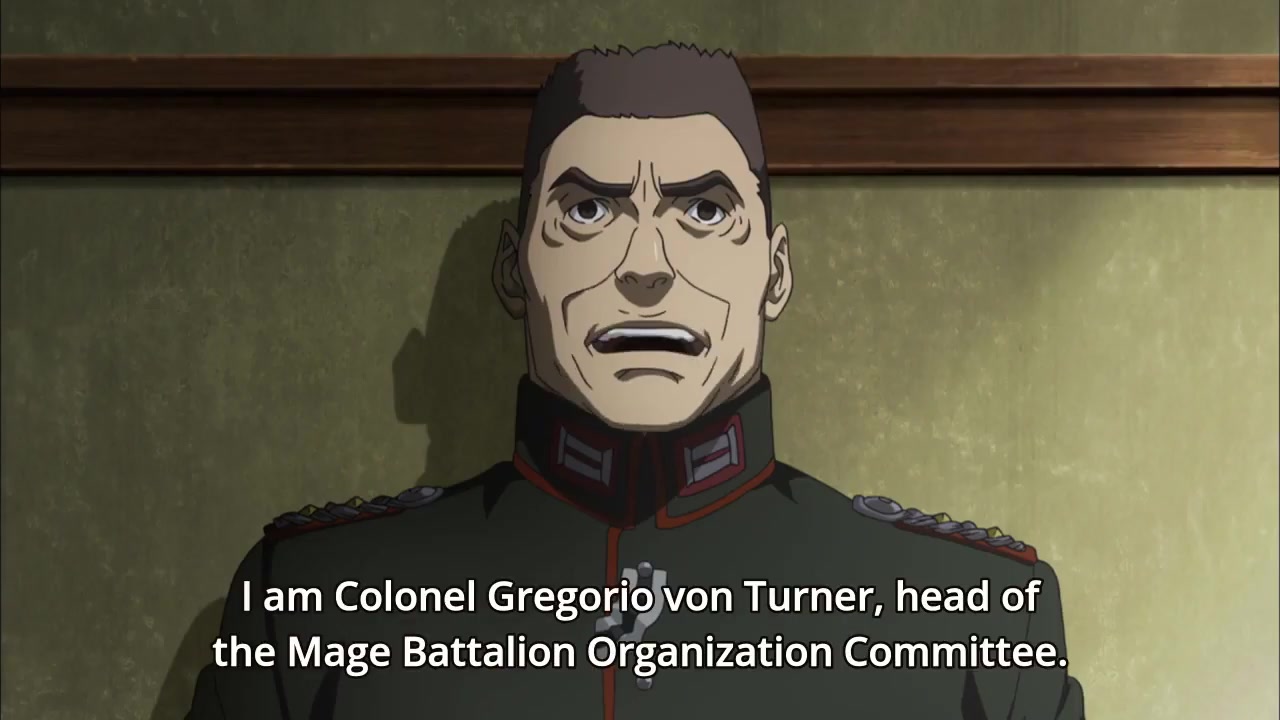 I am Colonel Gregorio von Turner, head of
the Mage Battalion Organization Committee.